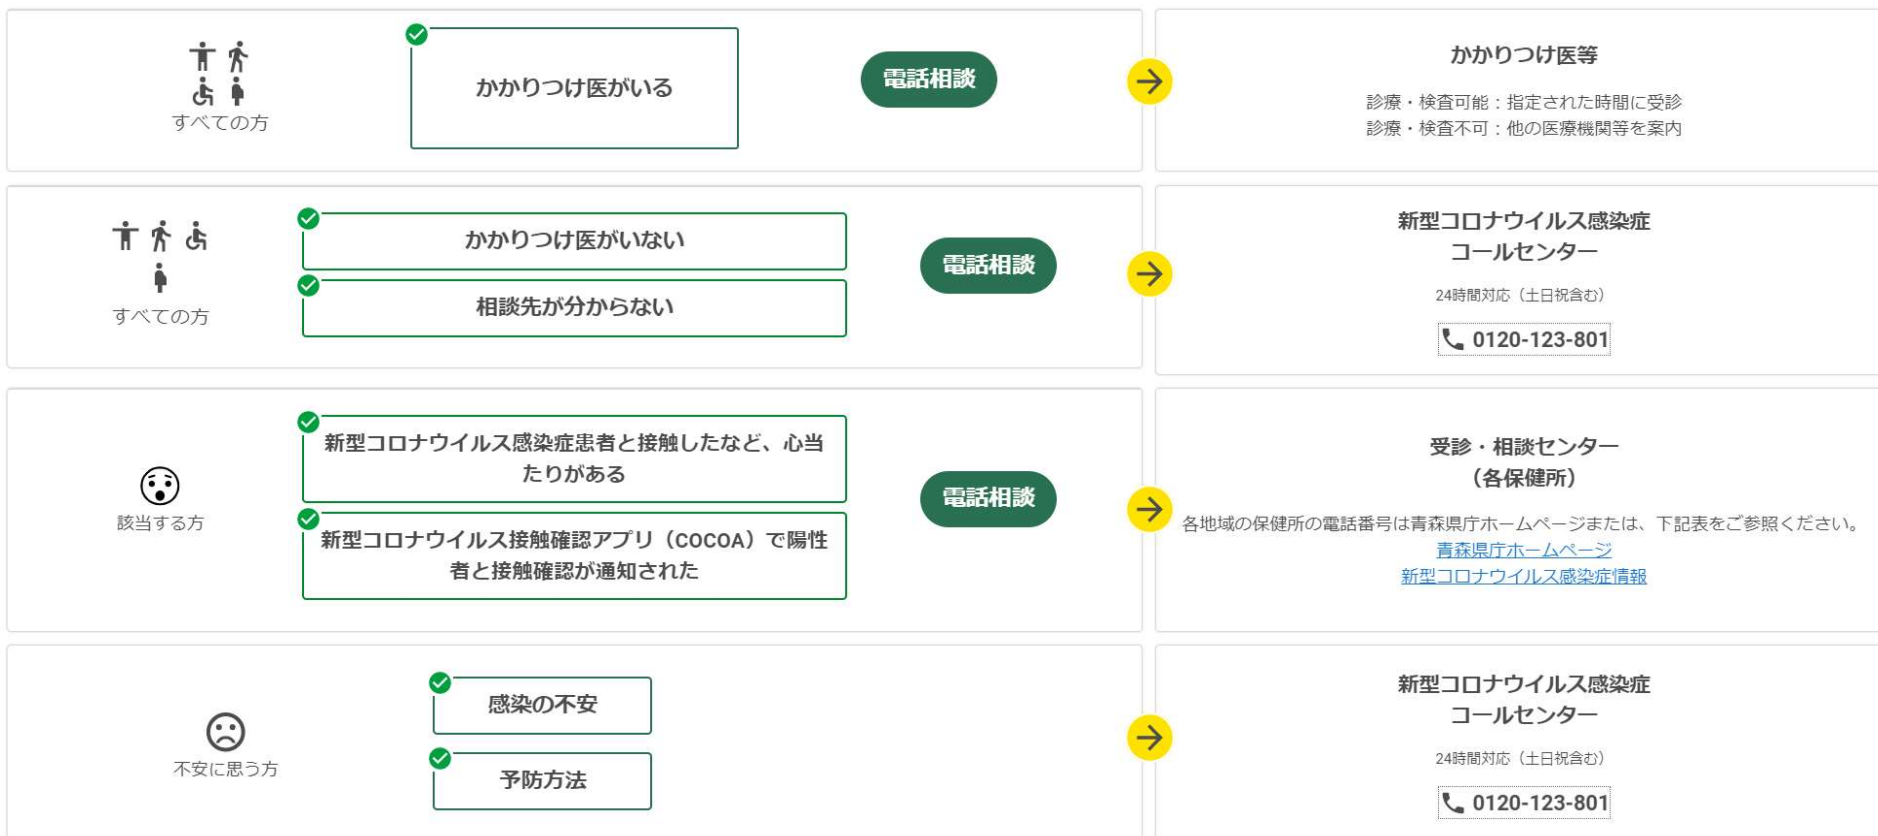 すべての方
かかりつけ医がいる
電話相談
かかりつけ医等
診療・検査可能：指定された時間に受診
診療・検査不可：他の医療機関等を案内
すべての方
かかりつけ医がいない
相談先が分からない
電話相談
新型コロナウイルス感染症
コールセンター
24時間対応（土日祝含む）
0120-123-801
該当する方
新型コロナウイルス感染症患者と接触したなど、心当
たりがある
新型コロナウイルス接触確認アプリ（COCOA）で陽性
者と接触確認が通知された
電話相談
受診・相談センター
（各保健所）
各地域の保健所の電話番号は青森県庁ホームページまたは、下記表をご参照ください。
青森県庁ホームページ
新型コロナウイルス感染症情報
不安に思う方
感染の不安
予防方法
新型コロナウイルス感染症
コールセンター
24時間対応（土日祝含む）
0120-123-801